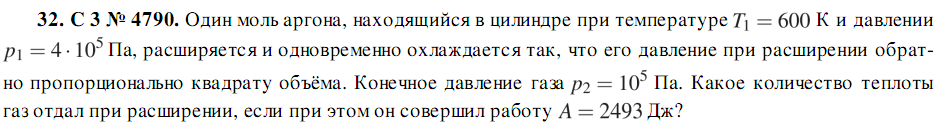 32. С 3 № 4790. Один моль аргона, находящийся в цилиндре при температуре T₁ = 600 К и давлении
p₁ = 4 · 10⁵ Па, расширяется и одновременно охлаждается так, что его давление при расширении обрат-
но пропорционально квадрату объёма. Конечное давление газа p₂ = 10⁵ Па. Какое количество теплоты
газ отдал при расширении, если при этом он совершил работу A = 2493 Дж?